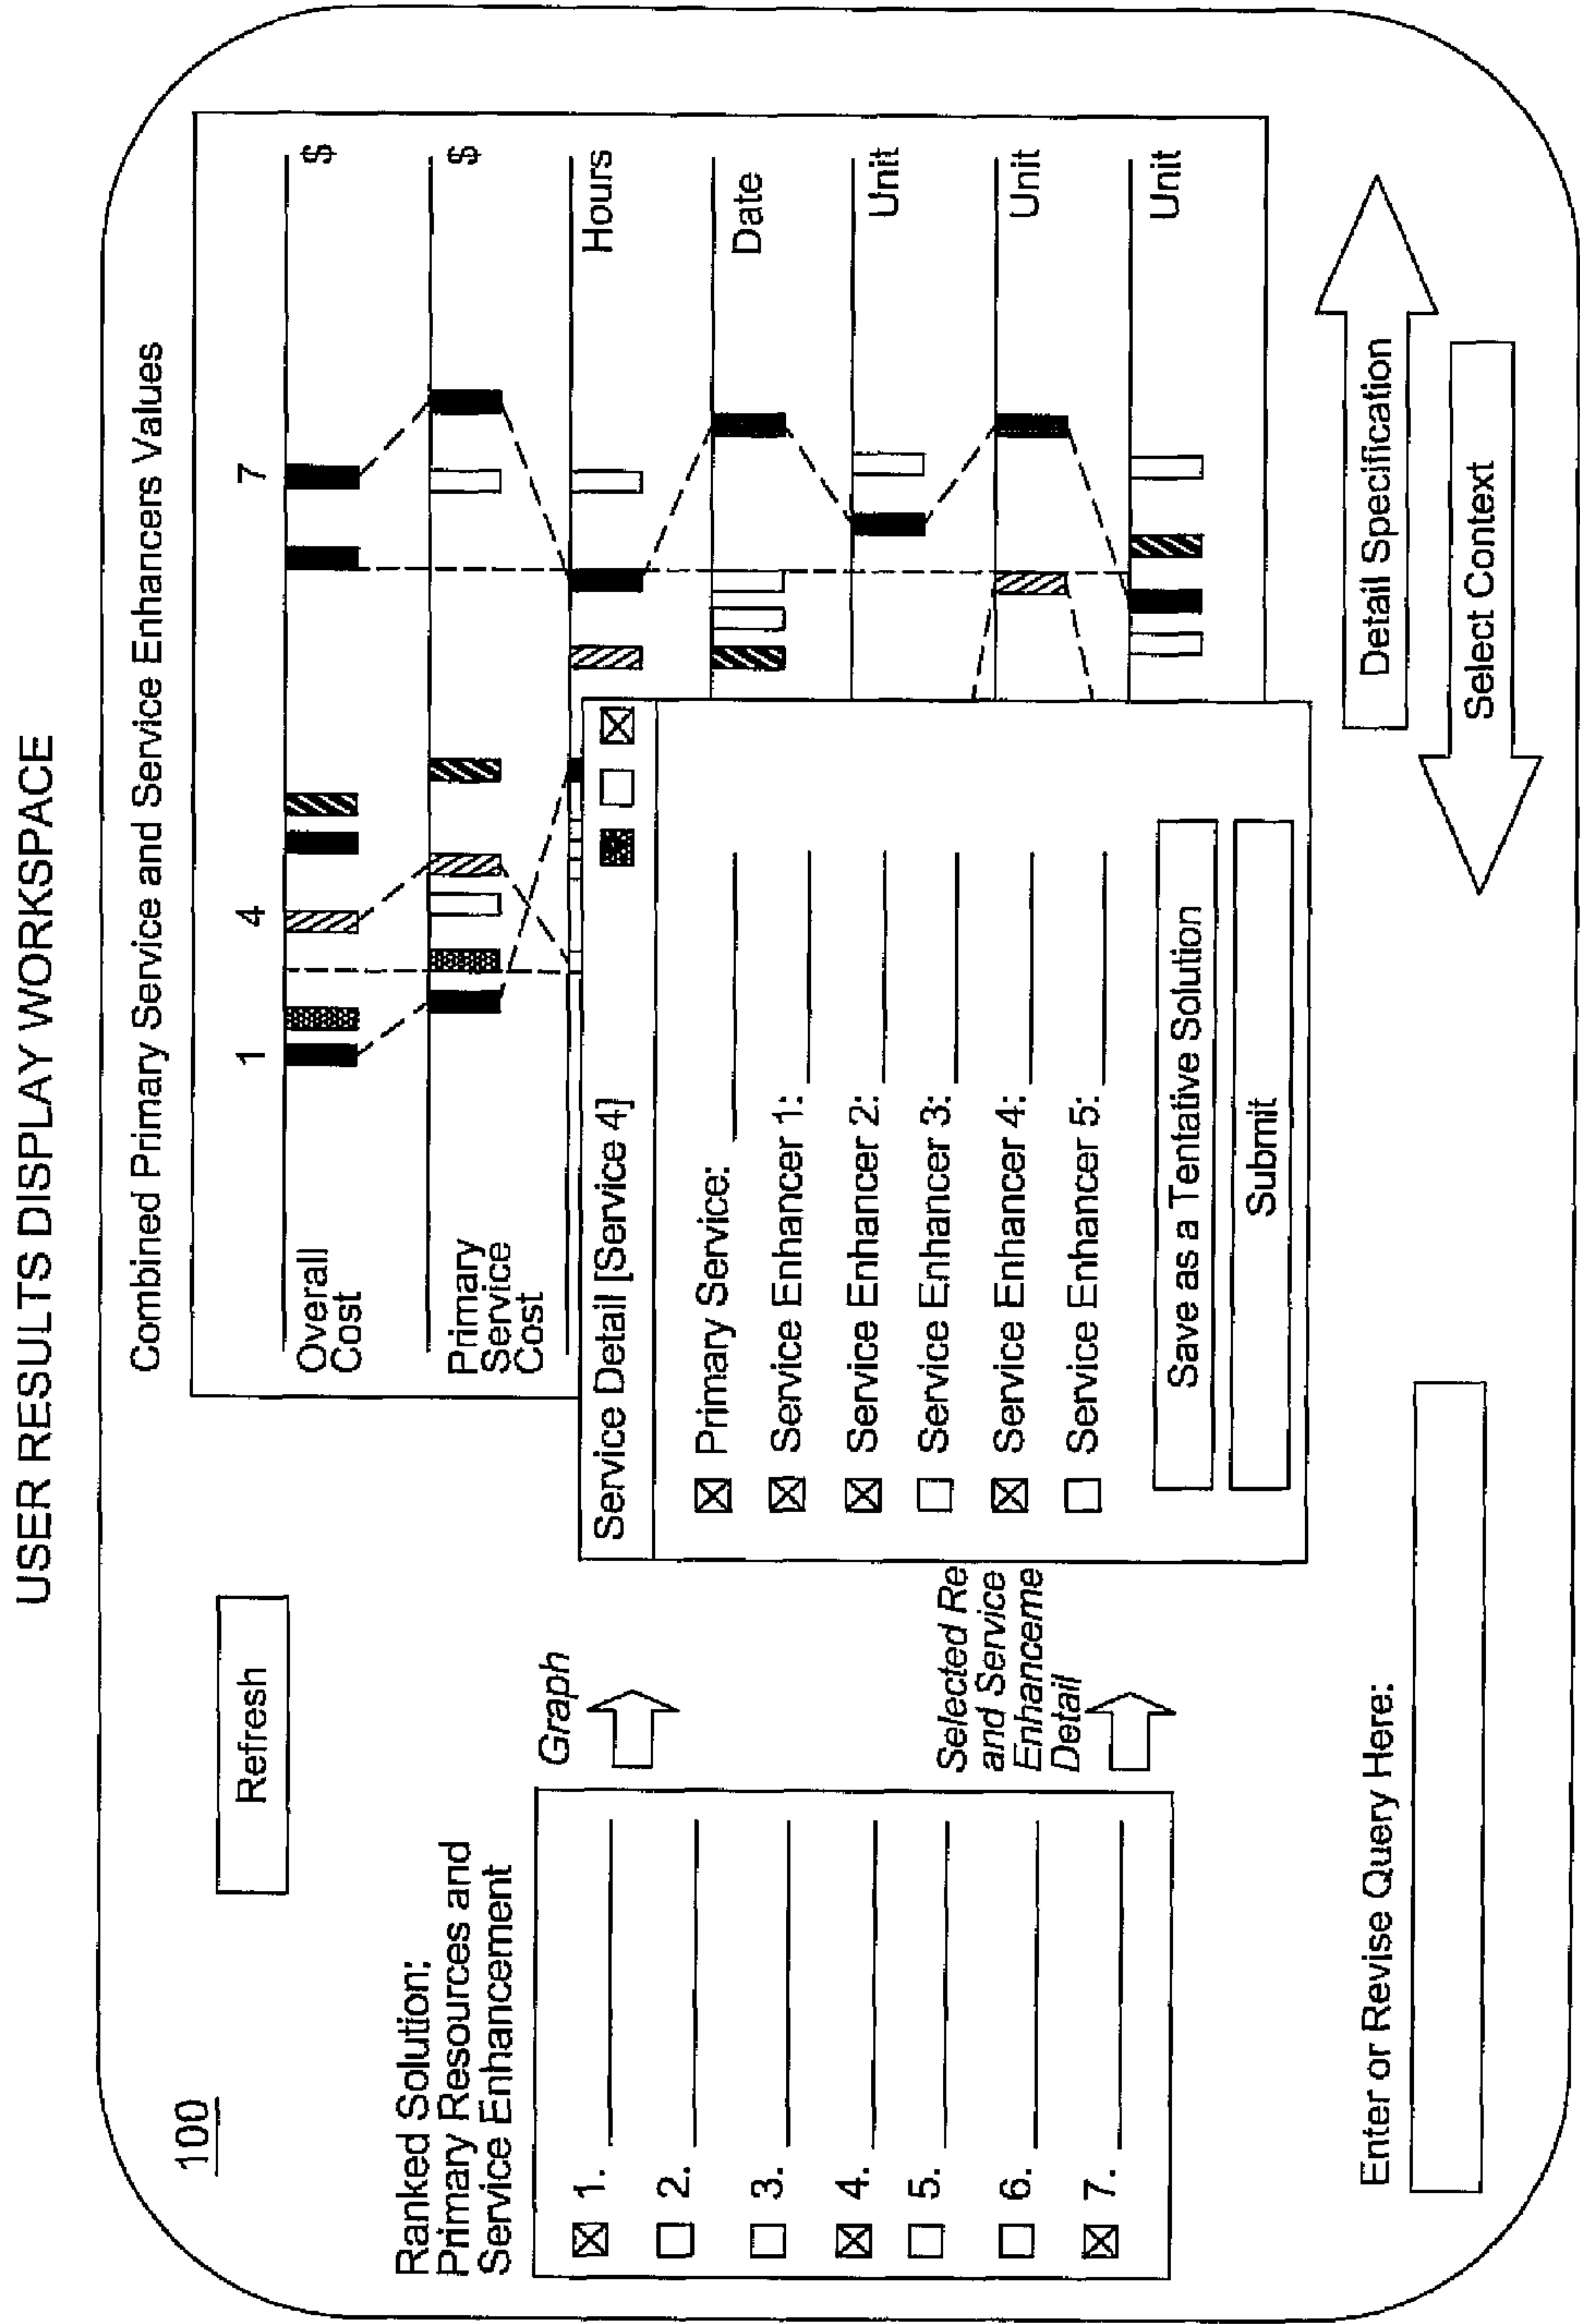 USER RESULTS DISPLAY WORKSPACE
100
Refresh
Ranked Solution:
Primary Resources and
Service Enhancement
1.
2.
3.
4.
5.
6.
7.
Graph
Selected Re
and Service
Enhanceme
Detail
Combined Primary Service and Service Enhancers Values
1
4
7
Overall
Cost
$
Primary
Service
Cost
$
Hours
Date
Unit
Unit
Unit
Service Detail [Service 4]
Primary Service:
Service Enhancer 1:
Service Enhancer 2:
Service Enhancer 3:
Service Enhancer 4:
Service Enhancer 5:
Save as a Tentative Solution
Submit
Enter or Revise Query Here:
Detail Specification
Select Context